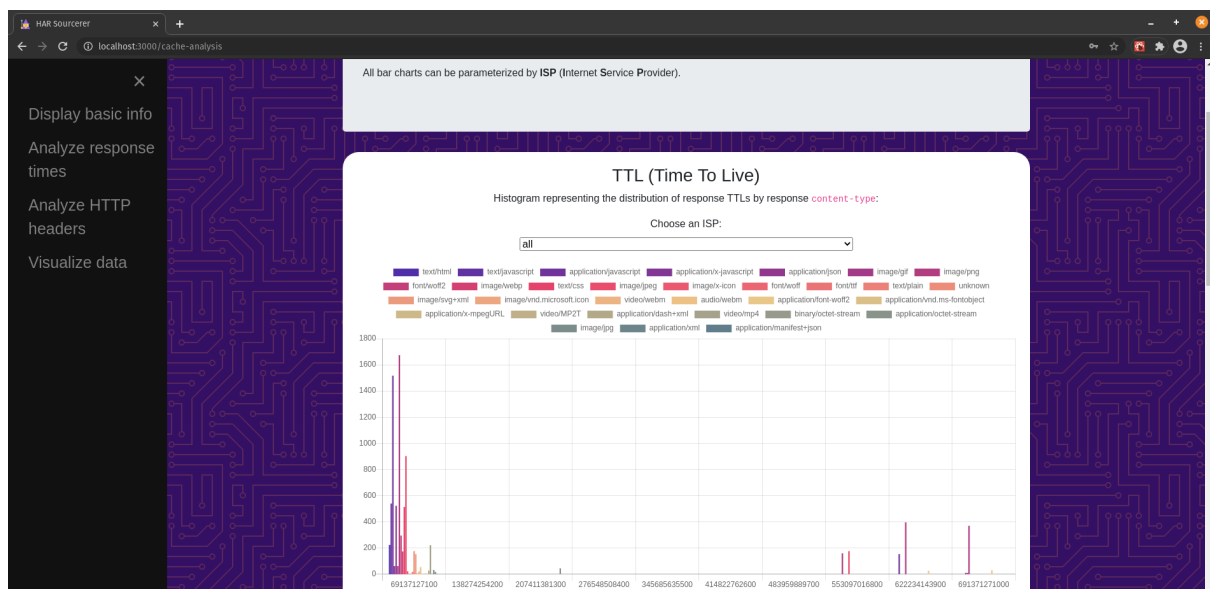 HAR Sourcerer
localhost:3000/cache-analysis
Display basic info
Analyze response
times
Analyze HTTP
headers
Visualize data
All bar charts can be parameterized by ISP (Internet Service Provider).
TTL (Time To Live)
Histogram representing the distribution of response TTLs by response content-type:
Choose an ISP:
all
text/html text/javascript application/javascript application/x-javascript application/json image/gif image/png
font/woff2 image/webp text/css image/jpeg image/x-icon font/woff font/ttf text/plain unknown
image/svg+xml image/vnd.microsoft.icon video/webm audio/webm application/font-woff2 application/vnd.ms-fontobject
application/x-mpegURL video/MP2T application/dash+xml video/mp4 binary/octet-stream application/octet-stream
image/jpg application/xml application/manifest+json
1800
1600
1400
1200
1000
800
600
400
200
0
69137127100 138274254200 207411381300 276548508400 345685635500 414822762600 483959889700 553097016800 622234143900 691371271000